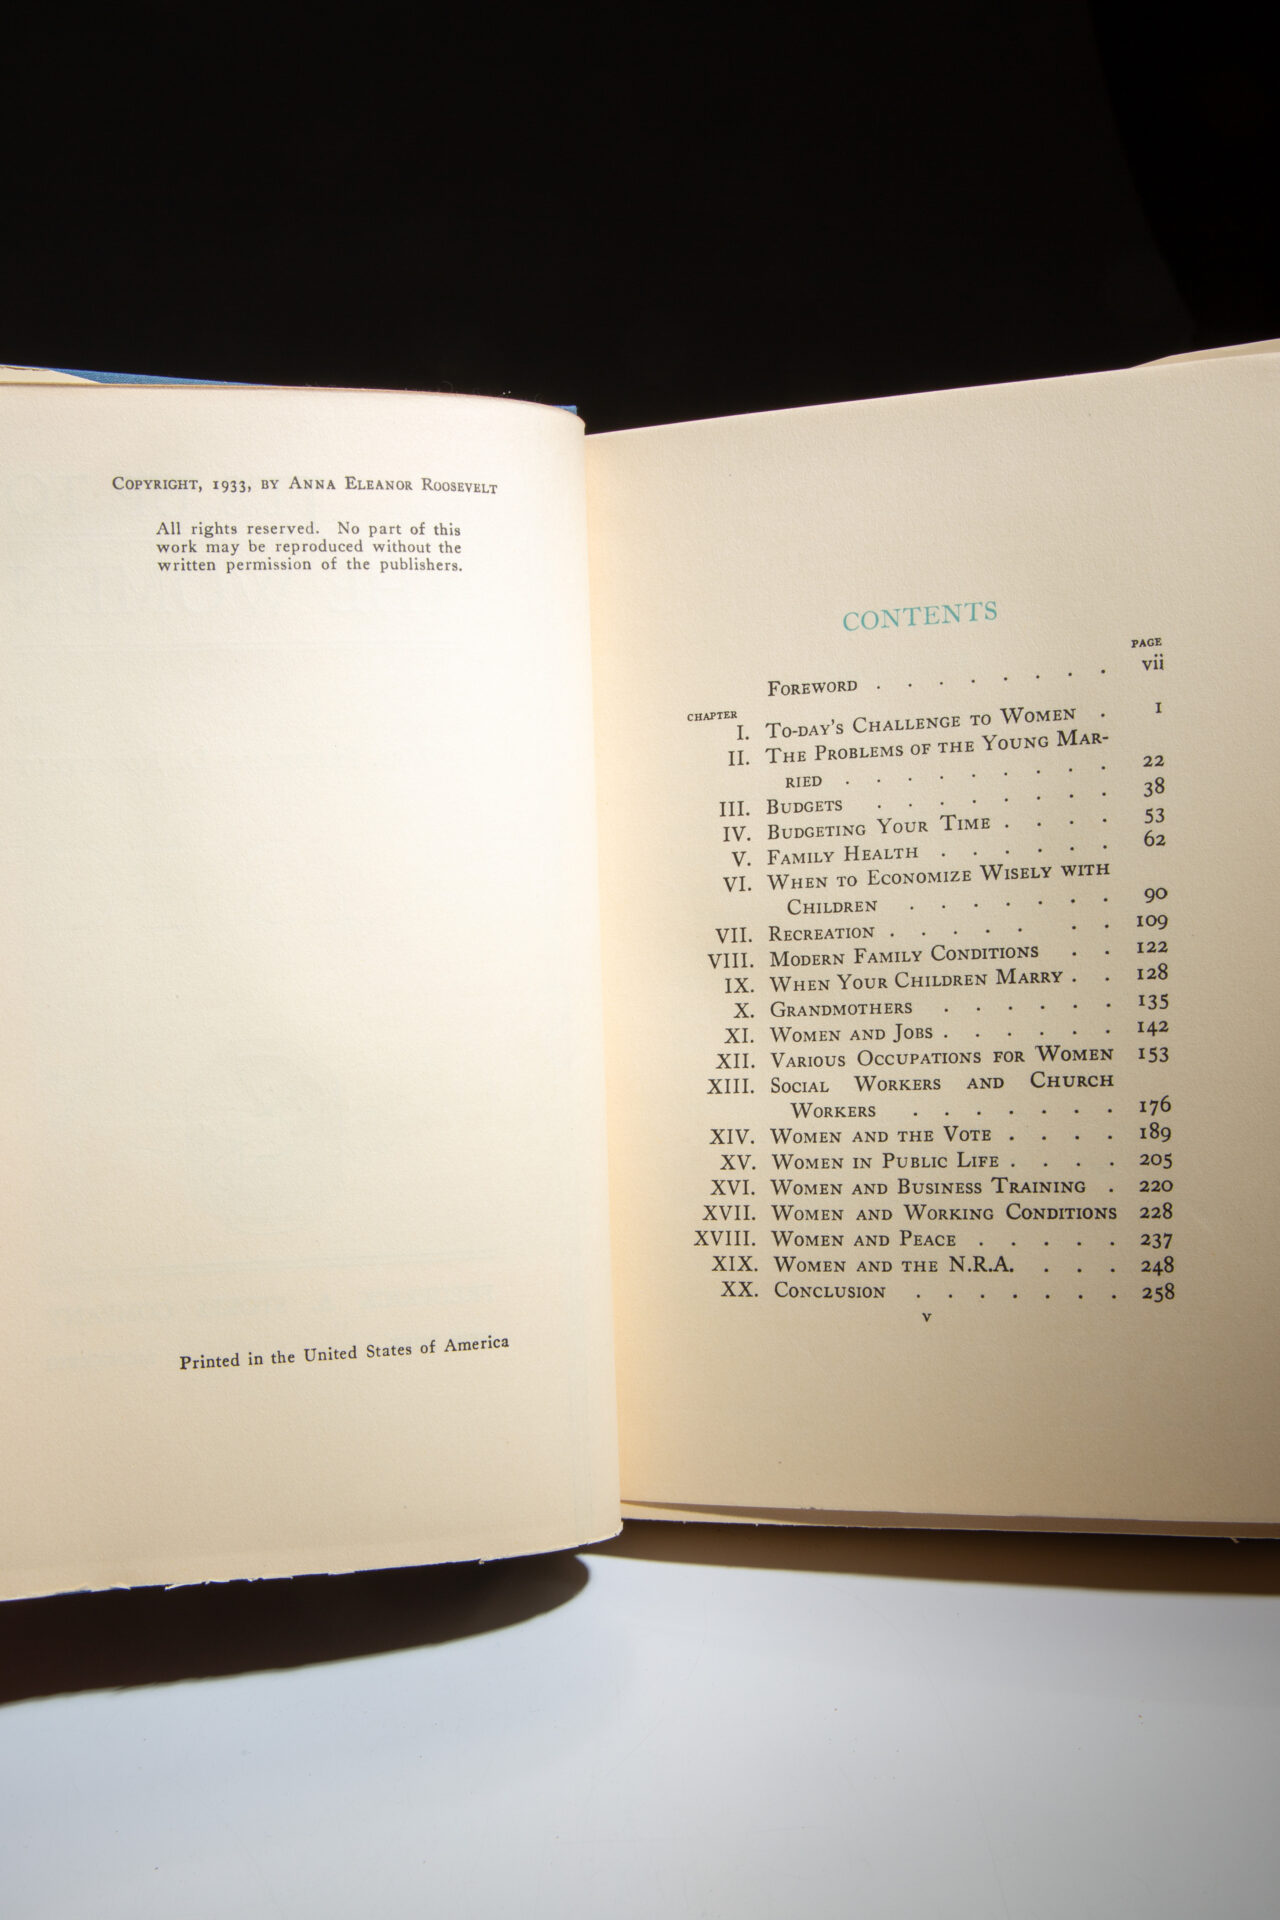 Copyright, 1933, by Anna Eleanor Roosevelt
All rights reserved. No part of this
work may be reproduced without the
written permission of the publishers.
Printed in the United States of America
CONTENTS
PAGE
Foreword . . . . . . . . vii
CHAPTER
I. To-day's Challenge to Women . 1
II. The Problems of the Young Mar-
ried . . . . . . . . . 22
III. Budgets . . . . . . . . 38
IV. Budgeting Your Time . . . . 53
V. Family Health . . . . . . 62
VI. When to Economize Wisely with
Children . . . . . . . 90
VII. Recreation . . . . . . . 109
VIII. Modern Family Conditions . . 122
IX. When Your Children Marry . . 128
X. Grandmothers . . . . . . 135
XI. Women and Jobs . . . . . . 142
XII. Various Occupations for Women 153
XIII. Social Workers and Church
Workers . . . . . . . 176
XIV. Women and the Vote . . . . 189
XV. Women in Public Life . . . . 205
XVI. Women and Business Training . 220
XVII. Women and Working Conditions 228
XVIII. Women and Peace . . . . . 237
XIX. Women and the N.R.A. . . . 248
XX. Conclusion . . . . . . . 258
v